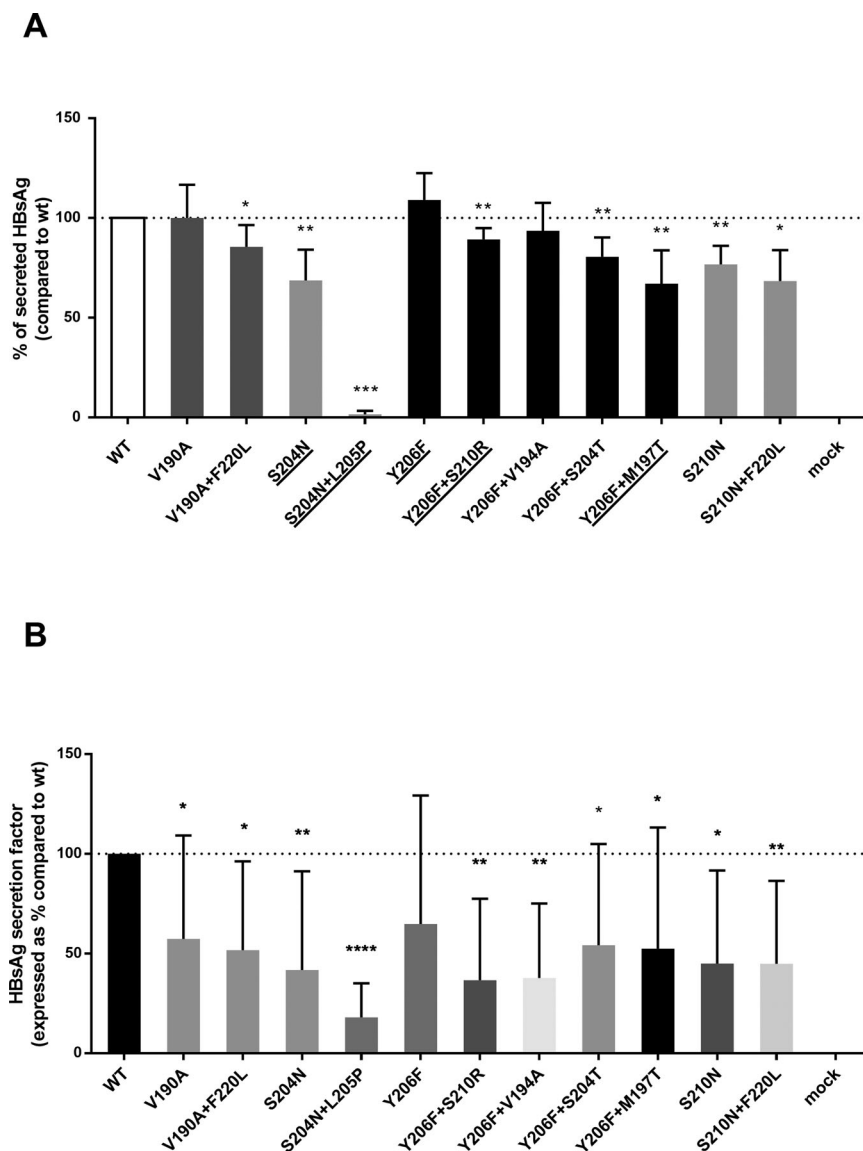 A
% of secreted HBsAg
(compared to wt)
150
100
50
0
*
**
***
**
**
**
**
*
WT
V190A
V190A+F220L
S204N
S204N+L205P
Y206F
Y206F+S210R
Y206F+V194A
Y206F+S204T
Y206F+M197T
S210N
S210N+F220L
mock
B
HBsAg secretion factor
(expressed as % compared to wt)
150
100
50
0
*
*
**
****
**
**
*
*
*
**
WT
V190A
V190A+F220L
S204N
S204N+L205P
Y206F
Y206F+S210R
Y206F+V194A
Y206F+S204T
Y206F+M197T
S210N
S210N+F220L
mock